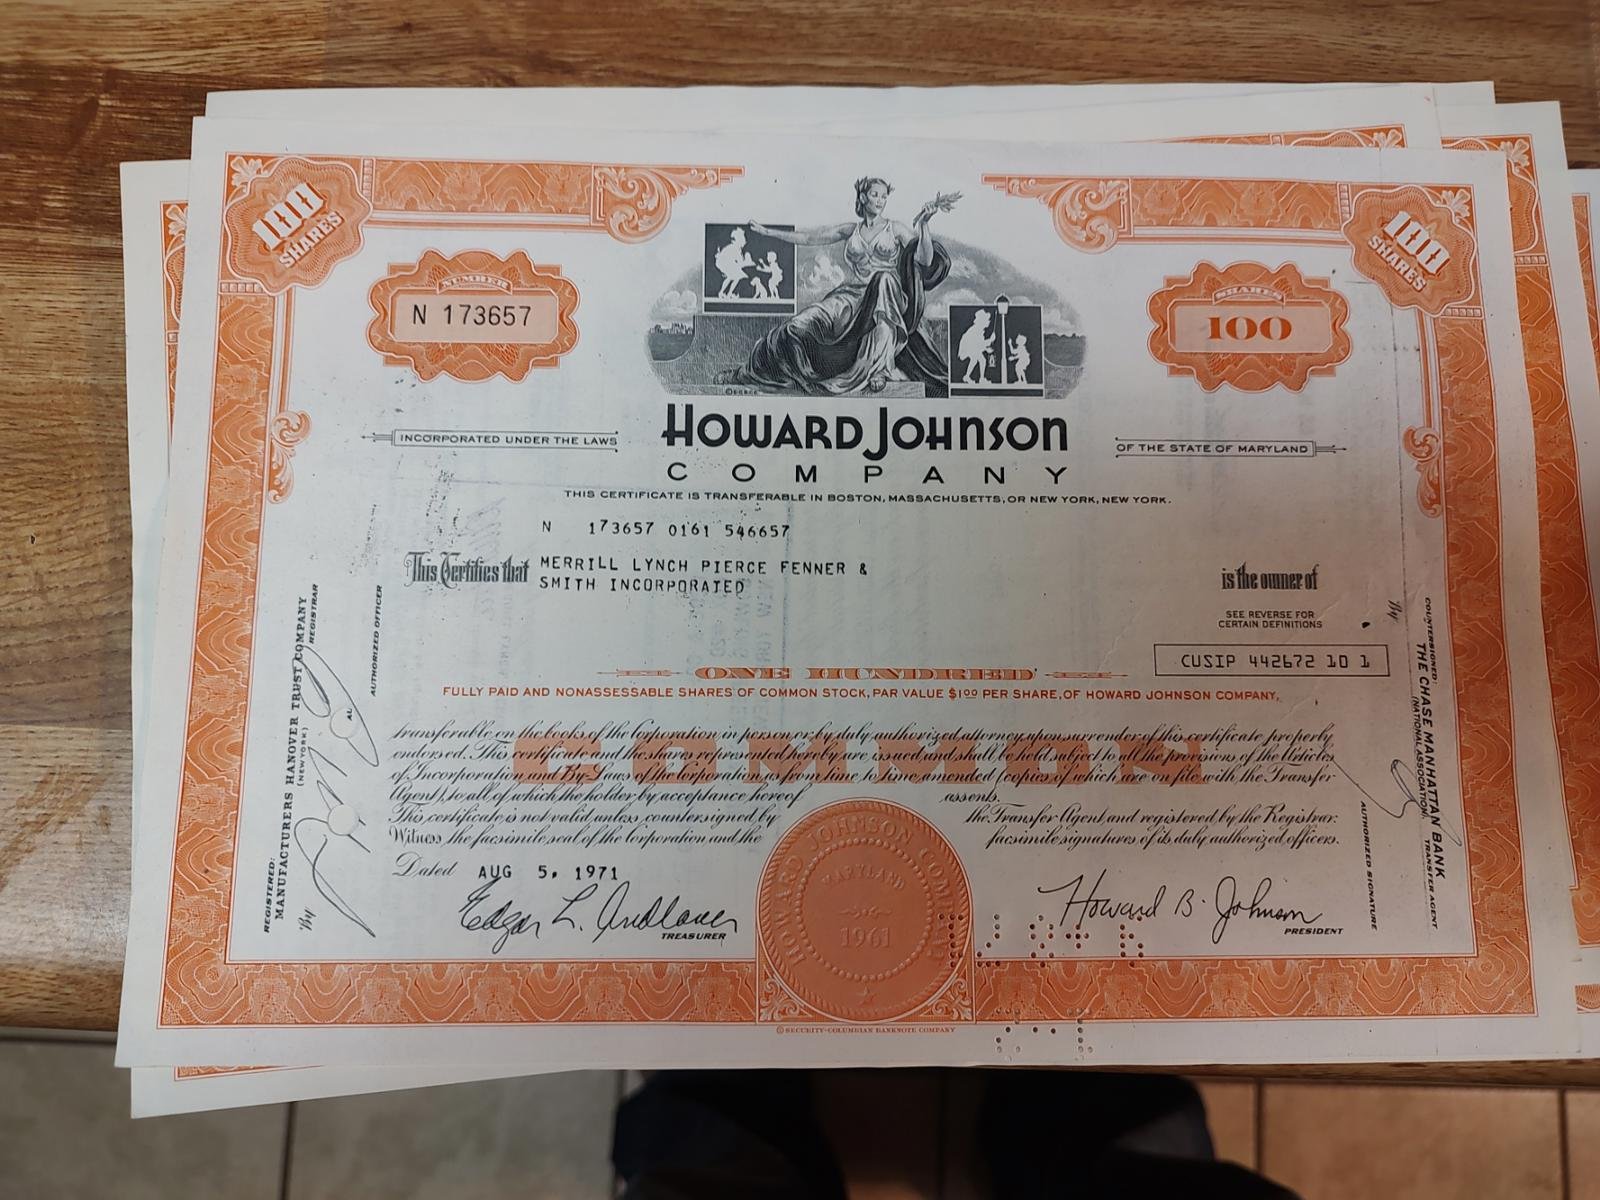 100
SHARES
100
SHARES
NUMBER
N 173657
SHARES
100
HOWARD JOHNSON
COMPANY
INCORPORATED UNDER THE LAWS
OF THE STATE OF MARYLAND
THIS CERTIFICATE IS TRANSFERABLE IN BOSTON, MASSACHUSETTS, OR NEW YORK, NEW YORK.
N 173657 0161 546657
This Certifies that MERRILL LYNCH PIERCE FENNER &
SMITH INCORPORATED
is the owner of
SEE REVERSE FOR
CERTAIN DEFINITIONS
CUSIP 442672 10 1
ONE HUNDRED
FULLY PAID AND NONASSESSABLE SHARES OF COMMON STOCK, PAR VALUE $1.00 PER SHARE, OF HOWARD JOHNSON COMPANY,
COMMON
transferable on the books of the Corporation in person or by duly authorized attorney upon surrender of this certificate properly
endorsed. This certificate and the shares represented hereby are issued and shall be held subject to all the provisions of the Articles
of Incorporation and By-Laws of the Corporation as from time to time amended (copies of which are on file with the Transfer
Agent), to all of which the holder by acceptance hereof assents.
This certificate is not valid unless countersigned by the Transfer Agent and registered by the Registrar.
Witness the facsimile seal of the Corporation and the facsimile signatures of its duly authorized officers.
Dated AUG 5, 1971
Edgar L.
TREASURER
HOWARD JOHNSON COMPANY
MARYLAND
1961
Howard B. Johnson
PRESIDENT
© SECURITY-COLUMBIAN BANKNOTE COMPANY
REGISTERED:
MANUFACTURERS HANOVER TRUST COMPANY
(NEW YORK)
REGISTRAR
By
AUTHORIZED OFFICER
COUNTERSIGNED:
THE CHASE MANHATTAN BANK
(NATIONAL ASSOCIATION)
TRANSFER AGENT
By
AUTHORIZED SIGNATURE